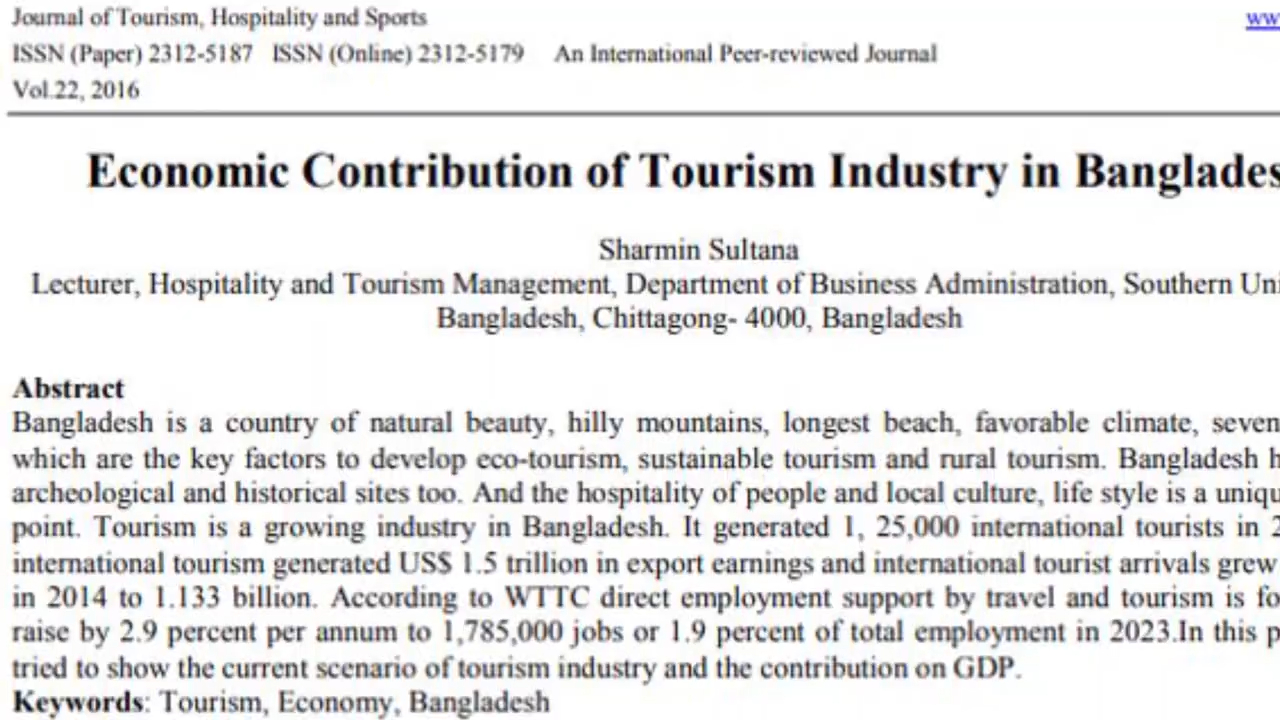 Journal of Tourism, Hospitality and Sports
ISSN (Paper) 2312-5187 ISSN (Online) 2312-5179 An International Peer-reviewed Journal
Vol.22, 2016
Economic Contribution of Tourism Industry in
Sharmin Sultana
Lecturer, Hospitality and Tourism Management, Department of Business Administration, Southern
Bangladesh, Chittagong- 4000, Bangladesh
Abstract
Bangladesh is a country of natural beauty, hilly mountains, longest beach, favorable climate, seven
which are the key factors to develop eco-tourism, sustainable tourism and rural tourism. Bangladesh
archeological and historical sites too. And the hospitality of people and local culture, life style is a
point. Tourism is a growing industry in Bangladesh. It generated 1, 25,000 international tourists in
international tourism generated US$ 1.5 trillion in export earnings and international tourist arrivals grew
in 2014 to 1.133 billion. According to WTTC direct employment support by travel and tourism is
raise by 2.9 percent per annum to 1,785,000 jobs or 1.9 percent of total employment in 2023.In this
tried to show the current scenario of tourism industry and the contribution on GDP.
Keywords: Tourism, Economy, Bangladesh